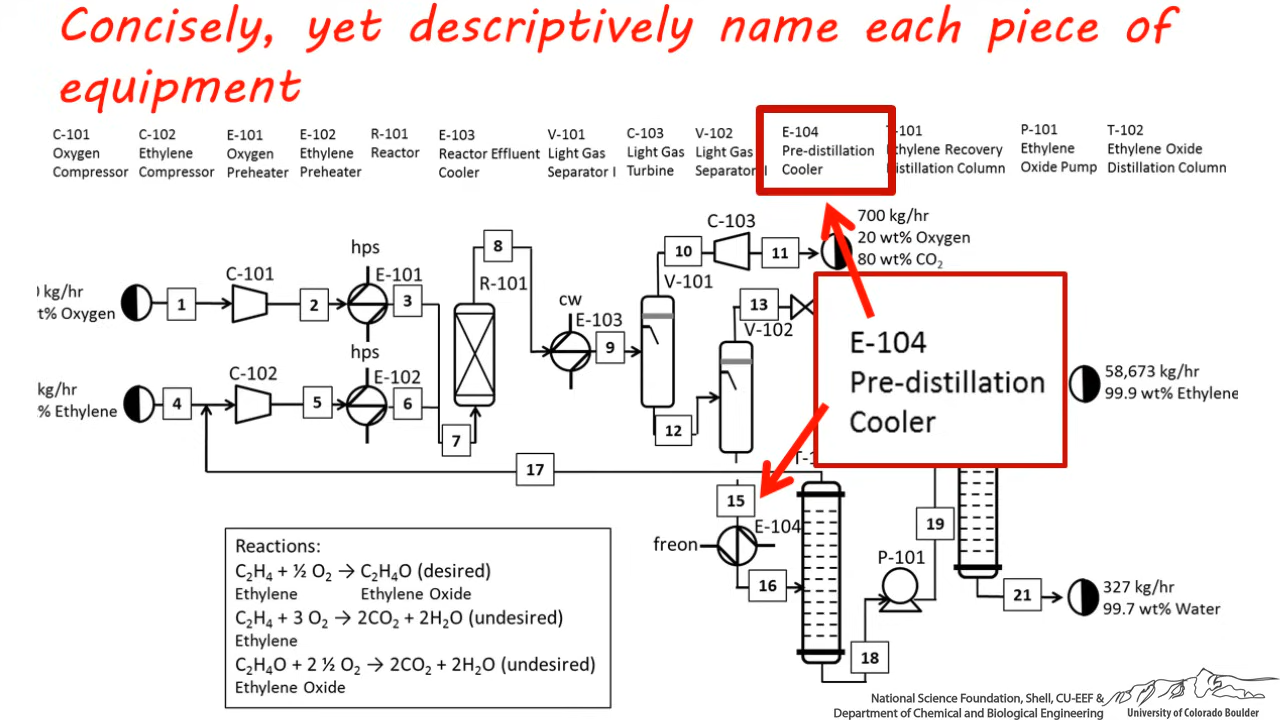 Concisely, yet descriptively name each piece of
equipment
C-101
Oxygen
Compressor
C-102
Ethylene
Compressor
E-101
Oxygen
Preheater
E-102
Ethylene
Preheater
R-101
Reactor
E-103
Reactor Effluent
Cooler
V-101
Light Gas
Separator I
C-103
Light Gas
Turbine
V-102
Light Gas
Separator
E-104
Pre-distillation
Cooler
-101
Ethylene Recovery
Distillation Column
P-101
Ethylene
Oxide Pump
T-102
Ethylene Oxide
Distillation Column
700 kg/hr
20 wt% Oxygen
80 wt% CO₂
C-103
10
11
V-101
hps
8
C-101
E-101
R-101
kg/hr
t% Oxygen
1
2
3
cw
E-103
9
13
V-102
E-104
Pre-distillation
Cooler
hps
C-102
E-102
kg/hr
% Ethylene
4
5
6
7
12
58,673 kg/hr
99.9 wt% Ethylene
17
15
freon
E-104
16
19
P-101
18
21
327 kg/hr
99.7 wt% Water
Reactions:
C₂H₄ + ½ O₂ → C₂H₄O (desired)
Ethylene Ethylene Oxide
C₂H₄ + 3 O₂ → 2CO₂ + 2H₂O (undesired)
Ethylene
C₂H₄O + 2 ½ O₂ → 2CO₂ + 2H₂O (undesired)
Ethylene Oxide
National Science Foundation, Shell, CU-EEF &
Department of Chemical and Biological Engineering
University of Colorado Boulder